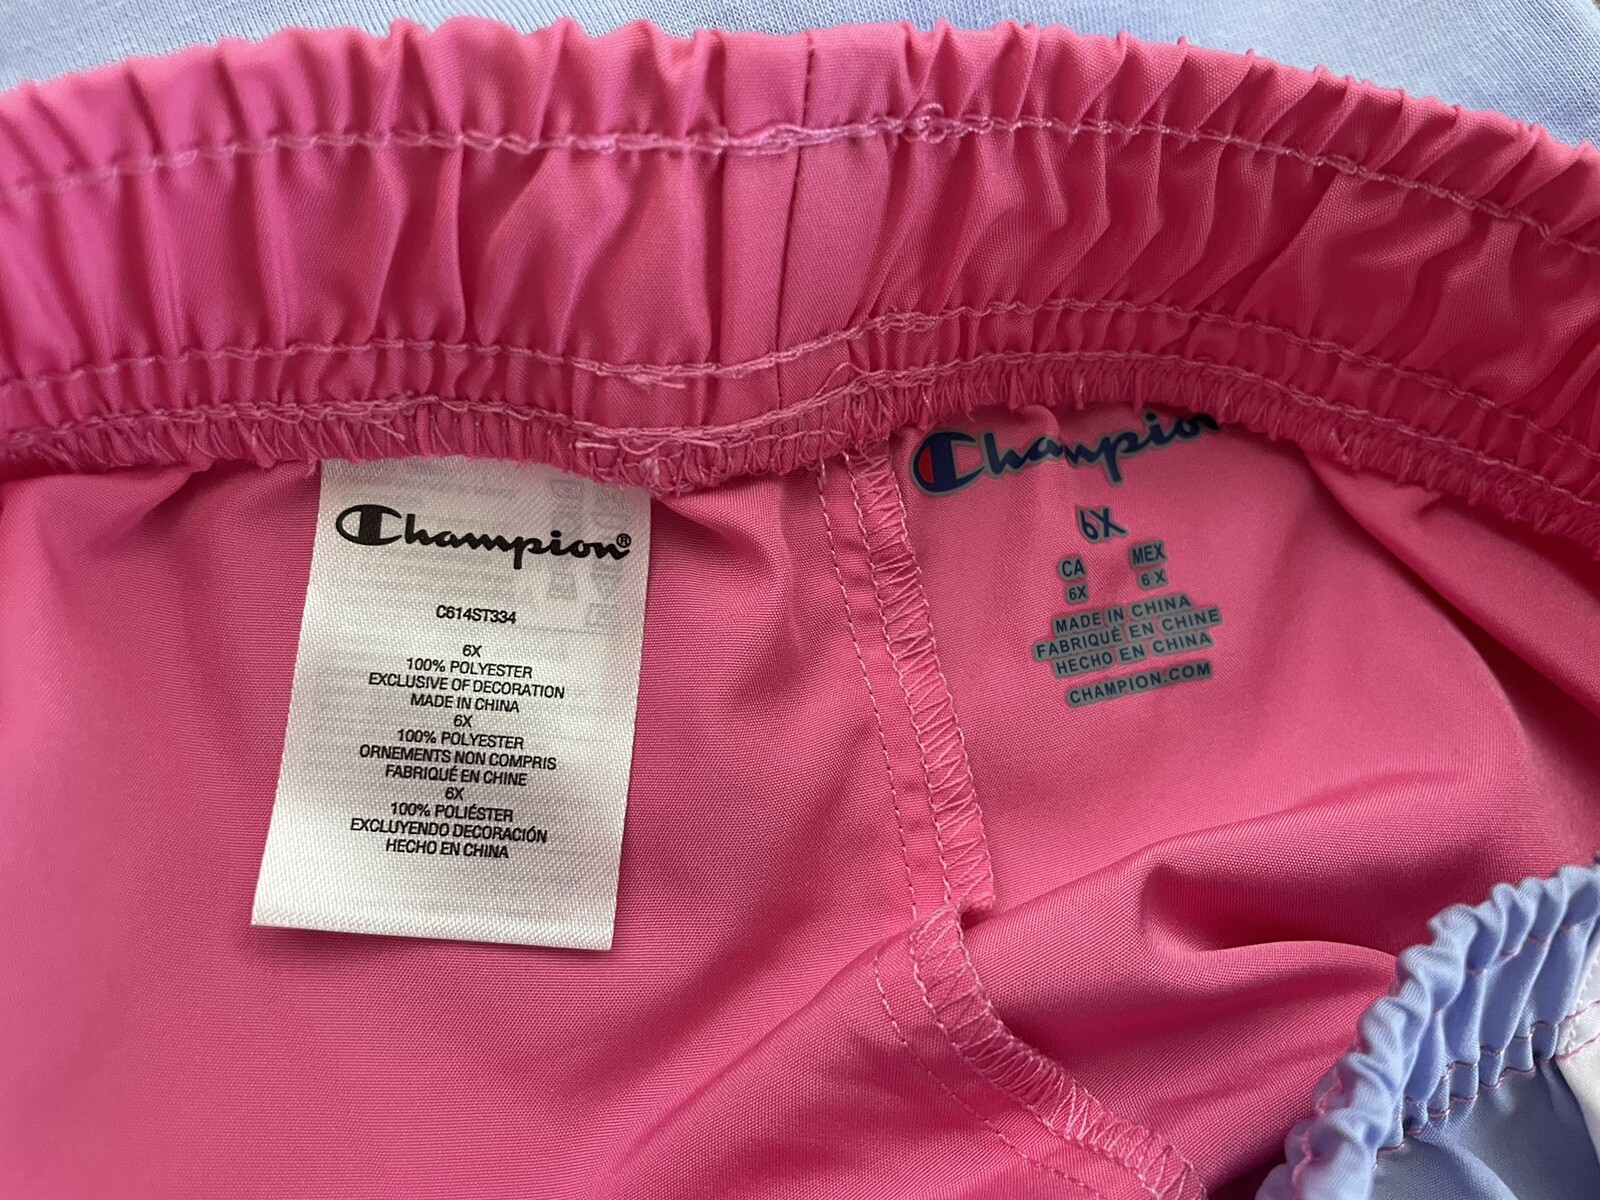 Champion®
C614ST334
6X
100% POLYESTER
EXCLUSIVE OF DECORATION
MADE IN CHINA
6X
100% POLYESTER
ORNEMENTS NON COMPRIS
FABRIQUÉ EN CHINE
6X
100% POLIÉSTER
EXCLUYENDO DECORACIÓN
HECHO EN CHINA
Champion
6X
CA MEX
6X 6X
MADE IN CHINA
FABRIQUÉ EN CHINE
HECHO EN CHINA
CHAMPION.COM